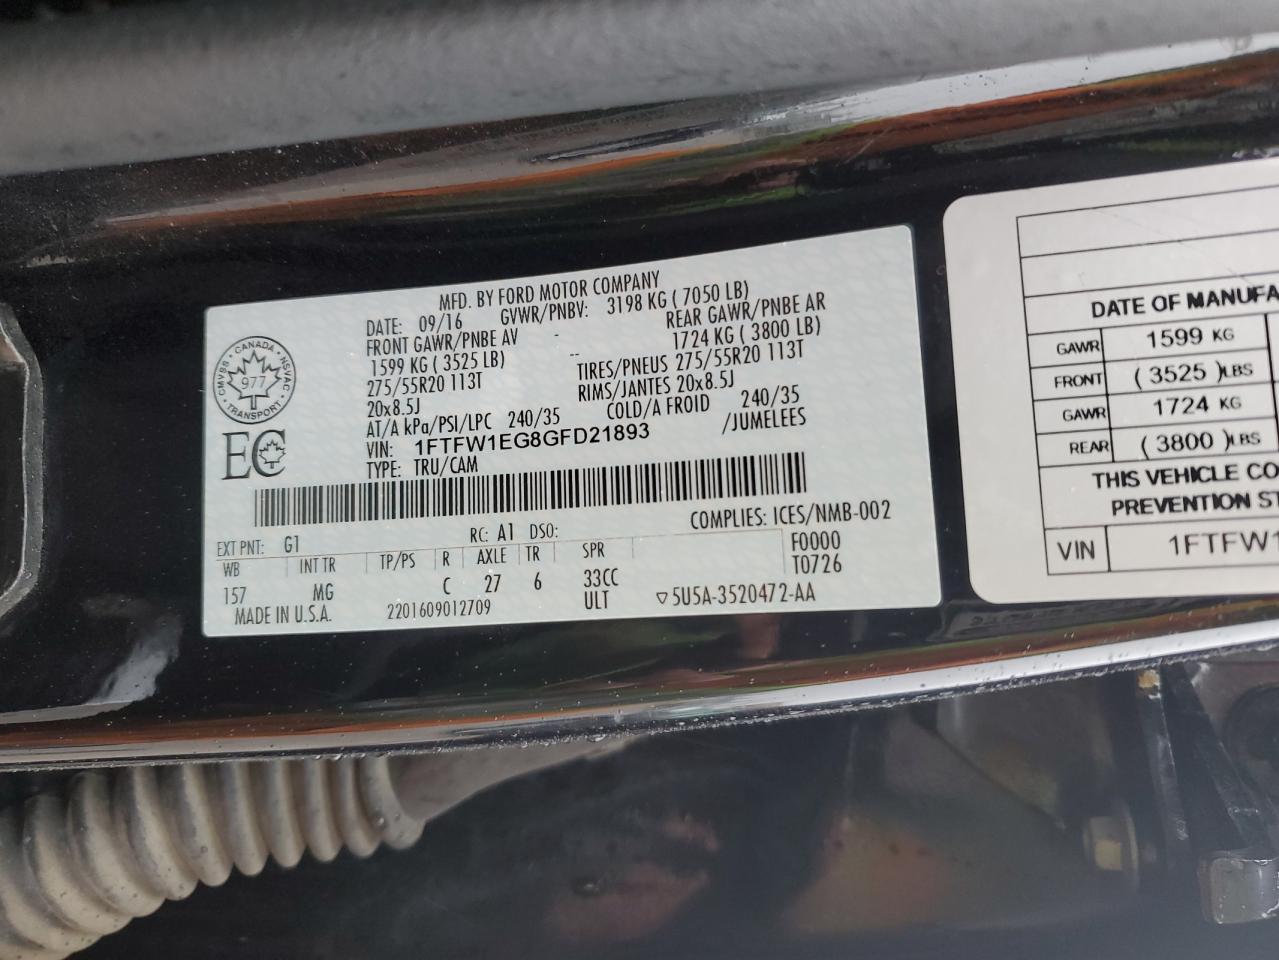 MFD. BY FORD MOTOR COMPANY
DATE: 09/16 GVWR/PNBV: 3198 KG ( 7050 LB)
FRONT GAWR/PNBE AV - REAR GAWR/PNBE AR
1599 KG ( 3525 LB) -- 1724 KG ( 3800 LB)
275/55R20 113T TIRES/PNEUS 275/55R20 113T
20x8.5J RIMS/JANTES 20x8.5J
AT/A kPa/PSI/LPC 240/35 COLD/A FROID 240/35
VIN: 1FTFW1EG8GFD21893 /JUMELEES
TYPE: TRU/CAM
CMVSS · CANADA · NSVAC
977
· TRANSPORT ·
EC
RC: A1 DSO: COMPLIES: ICES/NMB-002
EXT PNT: G1 F0000
WB INT TR TP/PS R AXLE TR SPR T0726
157 MG C 27 6 33CC
MADE IN U.S.A. 2201609012709 ULT ▽5U5A-3520472-AA
DATE OF MANUFA
GAWR 1599 KG
FRONT ( 3525 ) LBS
GAWR 1724 KG
REAR (3800) LBS
THIS VEHICLE CO
PREVENTION ST
VIN 1FTFW1